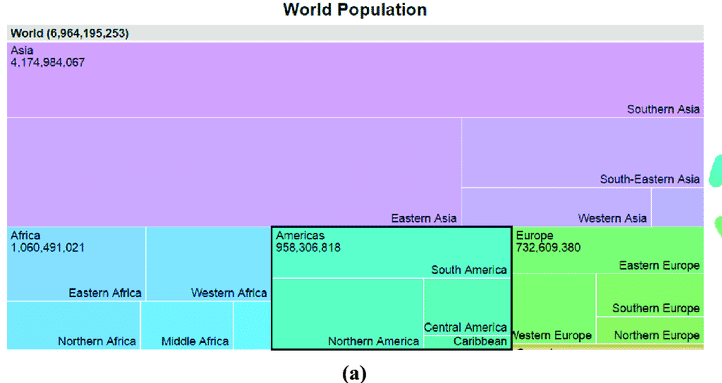 World Population
World (6,964,195,253)
Asia
4,174,984,067
Southern Asia
Eastern Asia
South-Eastern Asia
Western Asia
Africa
1,060,491,021
Eastern Africa
Western Africa
Northern Africa
Middle Africa
Americas
958,306,818
South America
Northern America
Central America
Caribbean
Europe
732,609,380
Eastern Europe
Western Europe
Southern Europe
Northern Europe
(a)